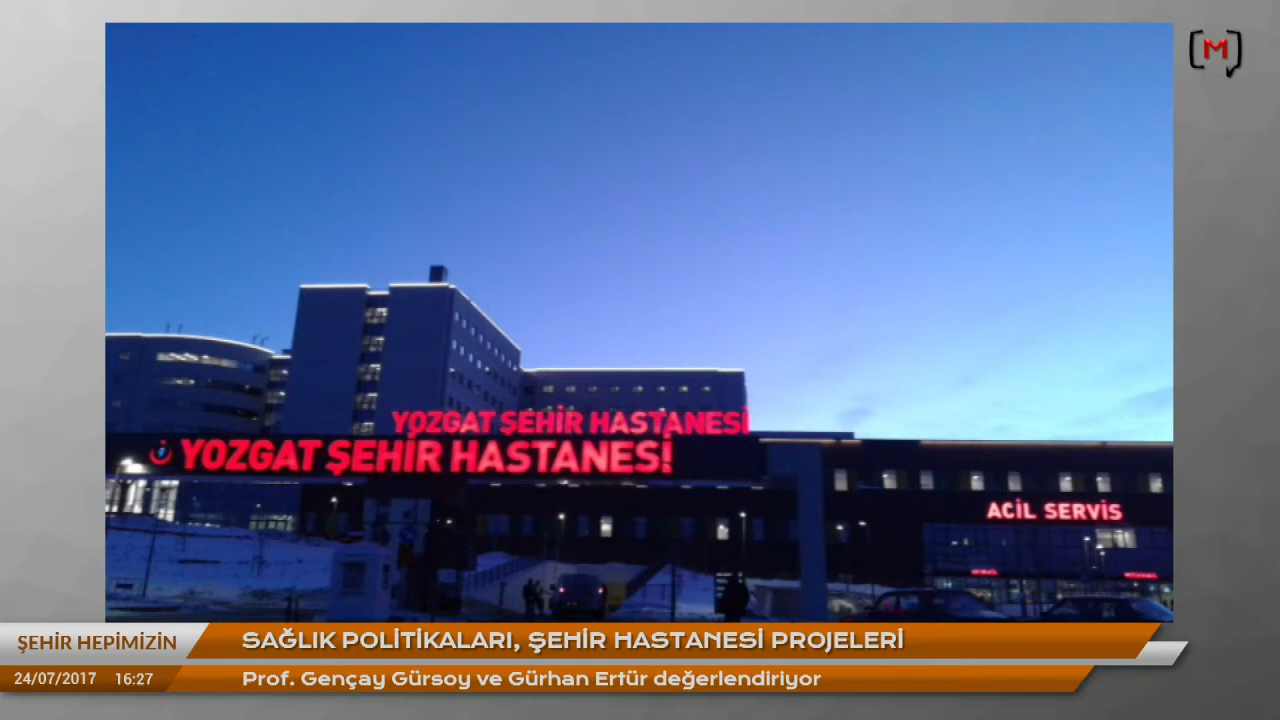 M
YOZGAT ŞEHİR HASTANESİ
YOZGAT ŞEHİR HASTANESİ
ACİL SERVİS
ŞEHİR HEPİMİZİN
SAĞLIK POLİTİKALARI, ŞEHİR HASTANESİ PROJELERİ
24/07/2017 16:27
Prof. Gençay Gürsoy ve Gürhan Ertür değerlendiriyor